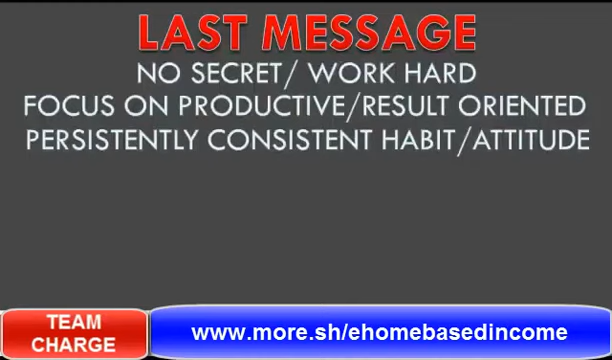 LAST MESSAGE
NO SECRET/ WORK HARD
FOCUS ON PRODUCTIVE/RESULT ORIENTED
PERSISTENTLY CONSISTENT HABIT/ATTITUDE
TEAM
CHARGE
www.more.sh/ehomebasedincome